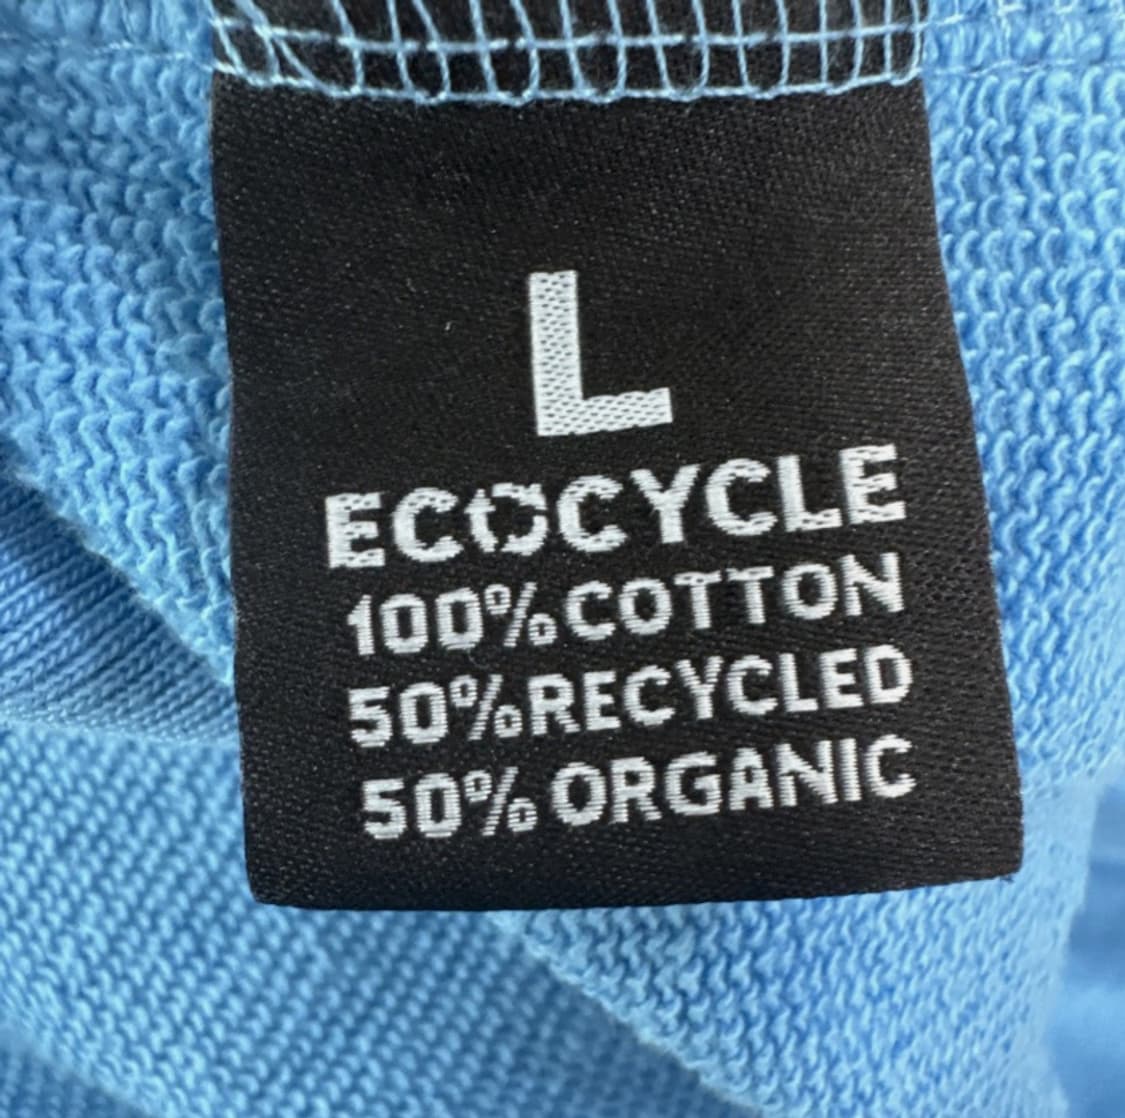 L
ECOCYCLE
100% COTTON
50% RECYCLED
50% ORGANIC